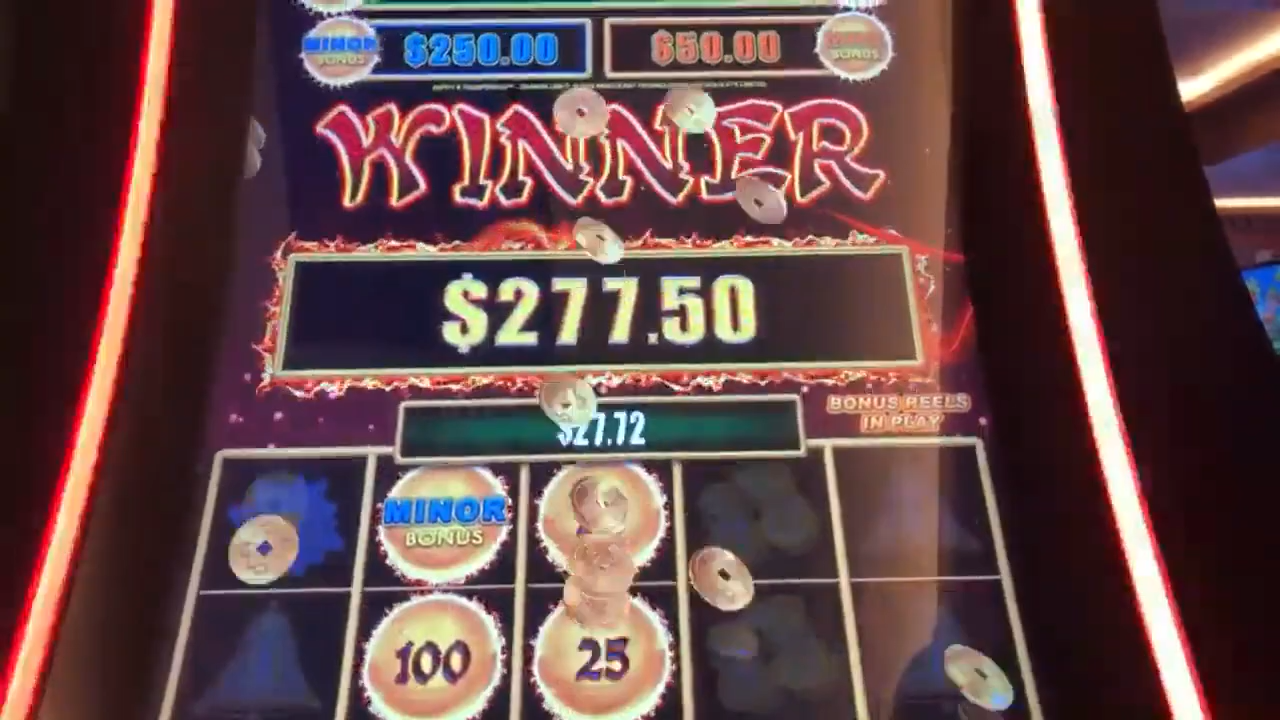 MINOR BONUS $250.00 $50.00 BONUS
WINNER
$277.50
$27.72
BONUS REELS
IN PLAY
MINOR
BONUS
100
25